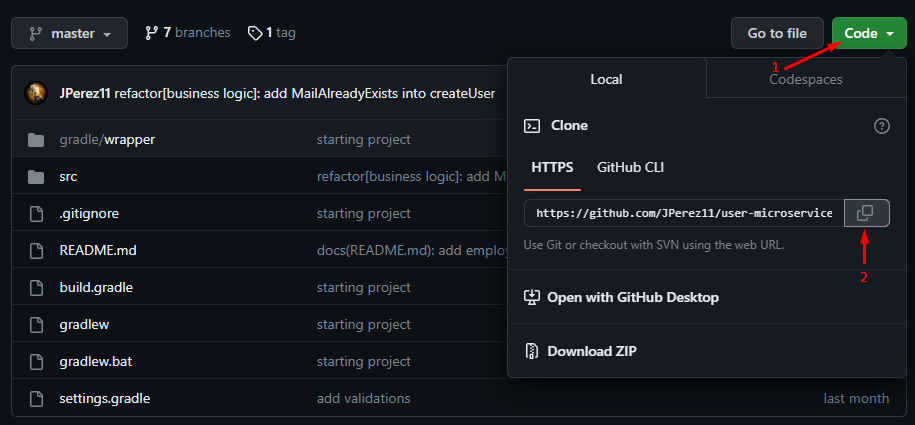 master 7 branches 1 tag Go to file Code
1
Local Codespaces
JPerez11 refactor[business logic]: add MailAlreadyExists into createUser
Clone
gradle/wrapper starting project
HTTPS GitHub CLI
src refactor[business logic]: add M
https://github.com/JPerez11/user-microservice
.gitignore starting project
Use Git or checkout with SVN using the web URL.
README.md docs(README.md): add employ
2
build.gradle starting project
Open with GitHub Desktop
gradlew starting project
Download ZIP
gradlew.bat starting project
settings.gradle add validations last month